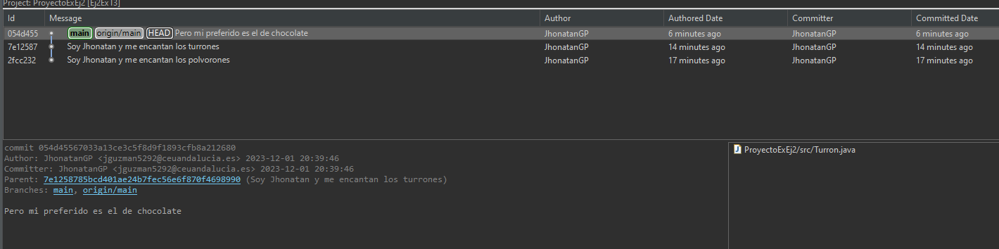 Project: ProyectoExEj2 [Ej2ExT3]
Id Message Author Authored Date Committer Committed Date
054d455 main origin/main HEAD Pero mi preferido es el de chocolate JhonatanGP 6 minutes ago JhonatanGP 6 minutes ago
7e12587 Soy Jhonatan y me encantan los turrones JhonatanGP 14 minutes ago JhonatanGP 14 minutes ago
2fcc232 Soy Jhonatan y me encantan los polvorones JhonatanGP 17 minutes ago JhonatanGP 17 minutes ago
commit 054d45567033a13ce3c5f8d9f1893cfb8a212680
Author: JhonatanGP <jguzman5292@ceuandalucia.es> 2023-12-01 20:39:46
Committer: JhonatanGP <jguzman5292@ceuandalucia.es> 2023-12-01 20:39:46
Parent: 7e1258785bcd401ae24b7fec56e6f870f4698990 (Soy Jhonatan y me encantan los turrones)
Branches: main, origin/main
Pero mi preferido es el de chocolate
ProyectoExEj2/src/Turron.java